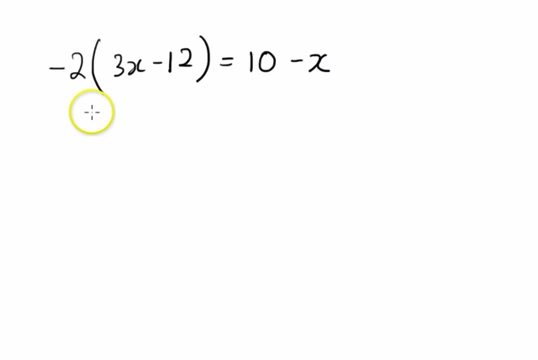 -2(3x-12) = 10 -x